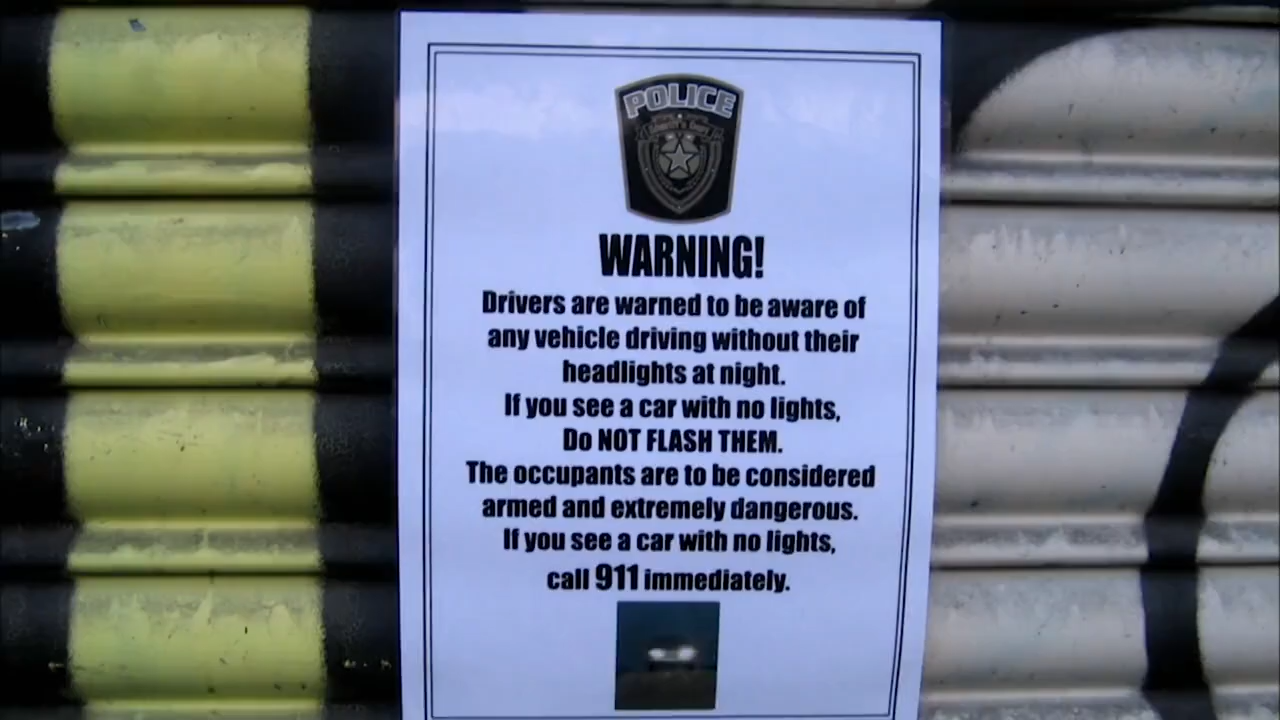 POLICE
WARNING!
Drivers are warned to be aware of
any vehicle driving without their
headlights at night.
If you see a car with no lights,
Do NOT FLASH THEM.
The occupants are to be considered
armed and extremely dangerous.
If you see a car with no lights,
call 911 immediately.